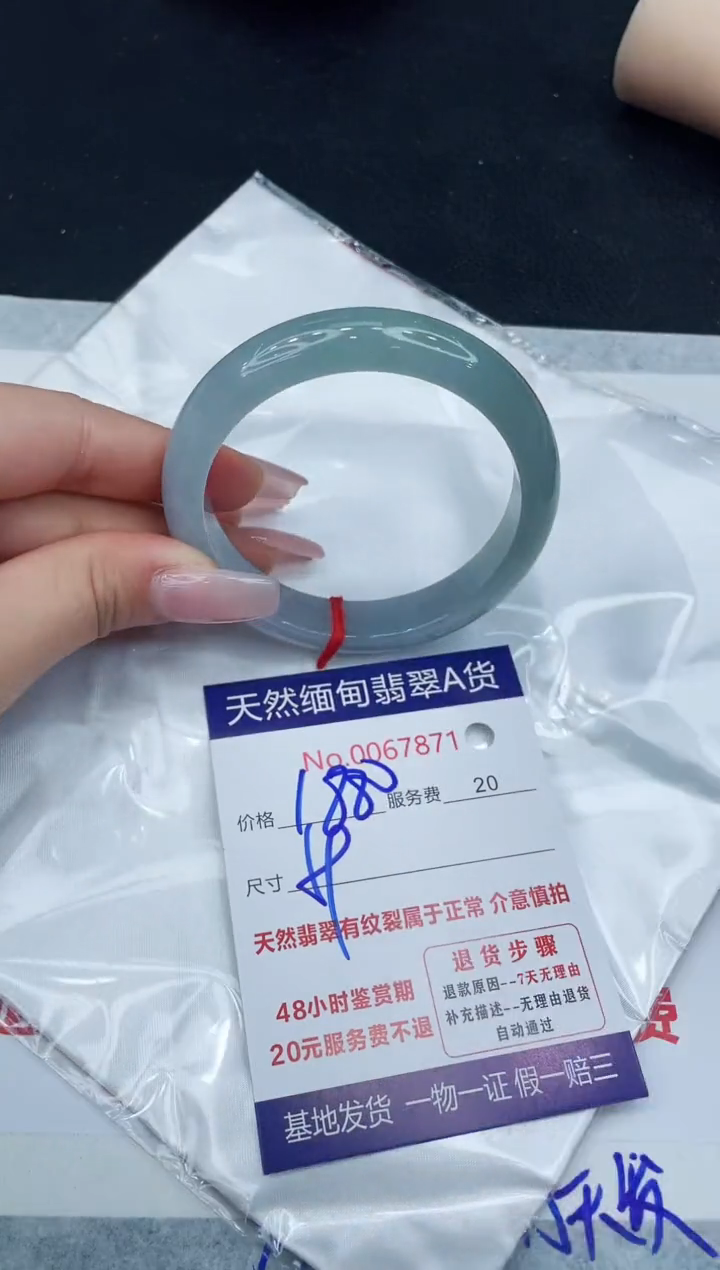 天然缅甸翡翠A货
No.0067871
价格 1880 服务费 20
尺寸
天然翡翠有纹裂属于正常 介意慎拍
48小时鉴赏期
20元服务费不退
退货步骤
退款原因--7天无理由
补充描述--无理由退货
自动通过
基地发货 一物一证 假一赔三